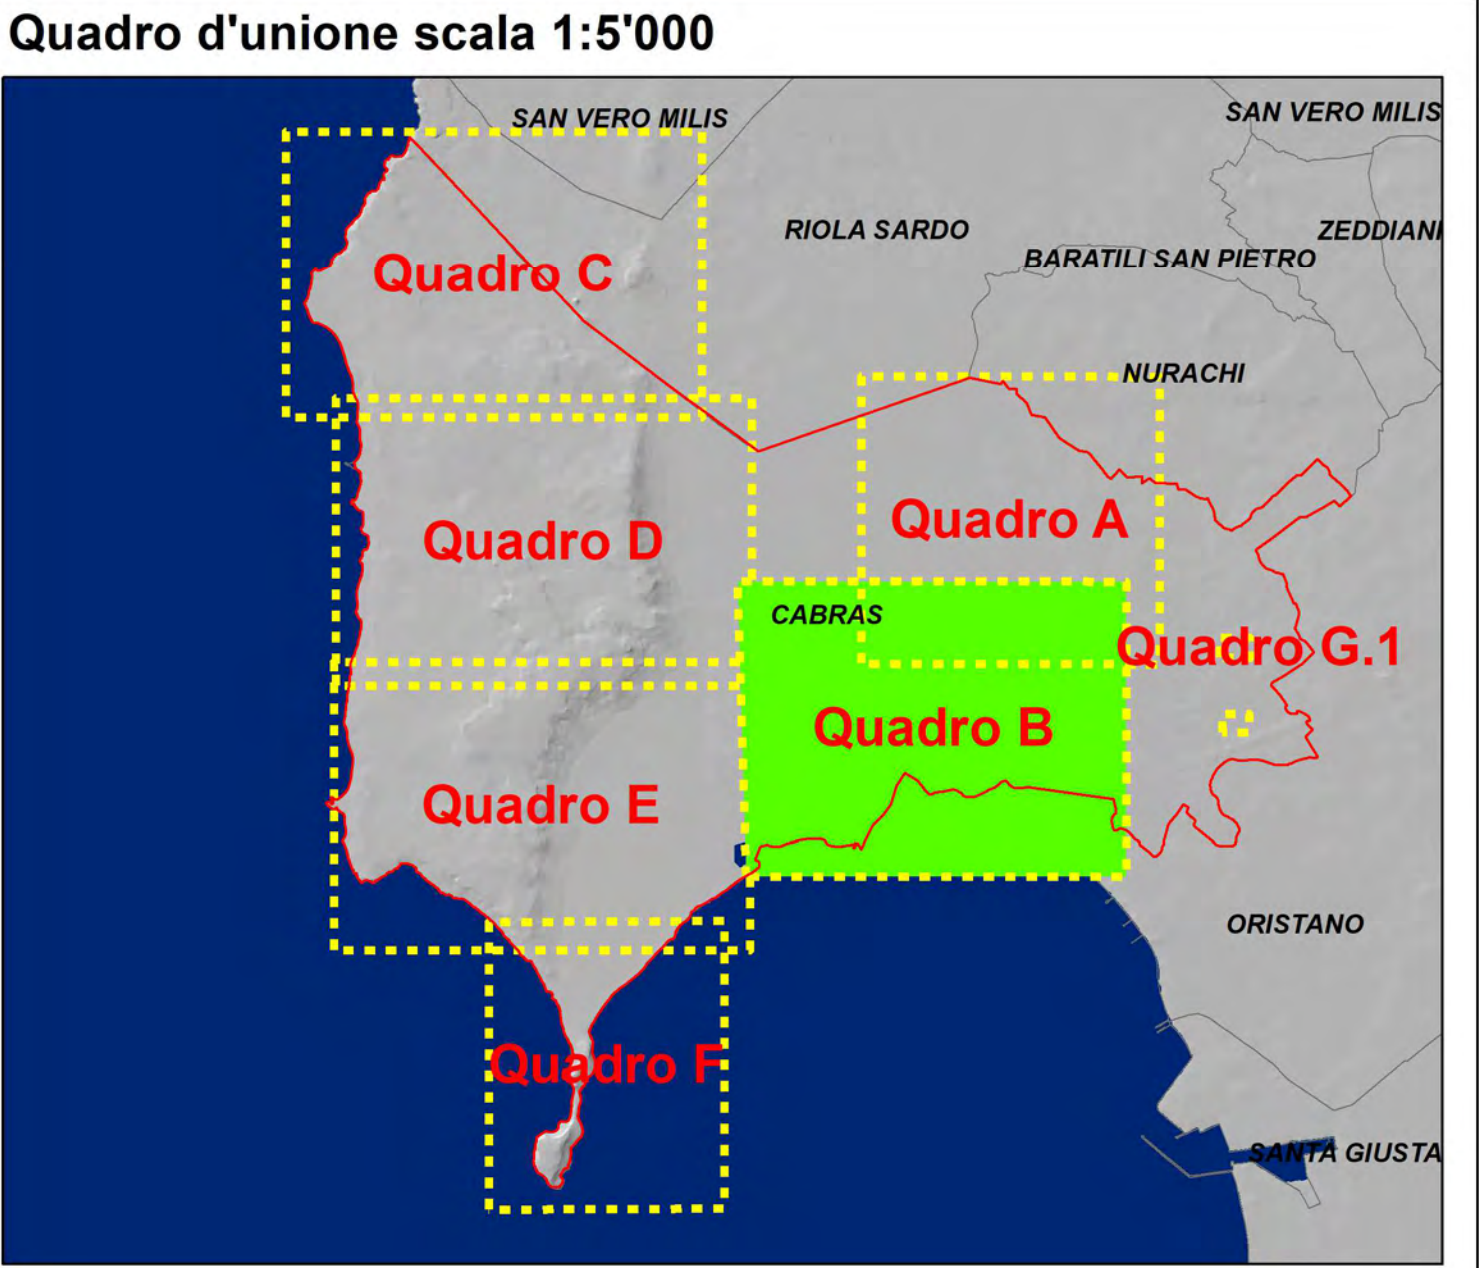 Quadro d'unione scala 1:5'000
SAN VERO MILIS
SAN VERO MILIS
RIOLA SARDO
ZEDDIANI
BARATILI SAN PIETRO
Quadro C
NURACHI
Quadro A
Quadro D
CABRAS
Quadro G.1
Quadro B
Quadro E
ORISTANO
Quadro F
SANTA GIUSTA